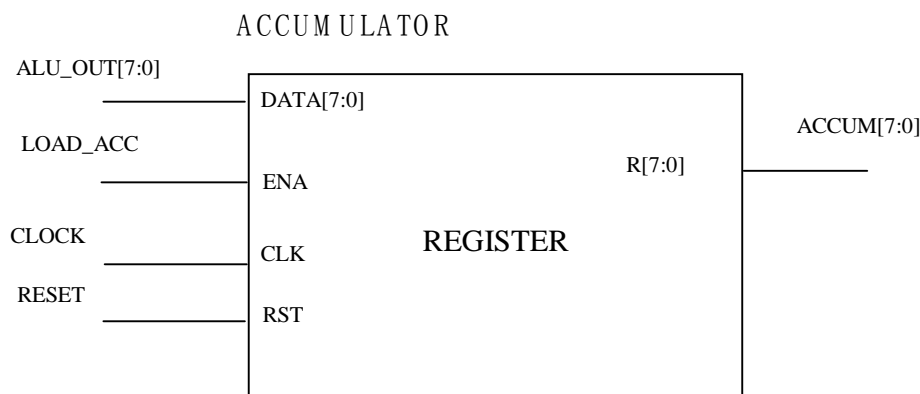 ACCUMULATOR
ALU_OUT[7:0]
DATA[7:0]
ACCUM[7:0]
LOAD_ACC
R[7:0]
ENA
CLOCK
REGISTER
CLK
RESET
RST